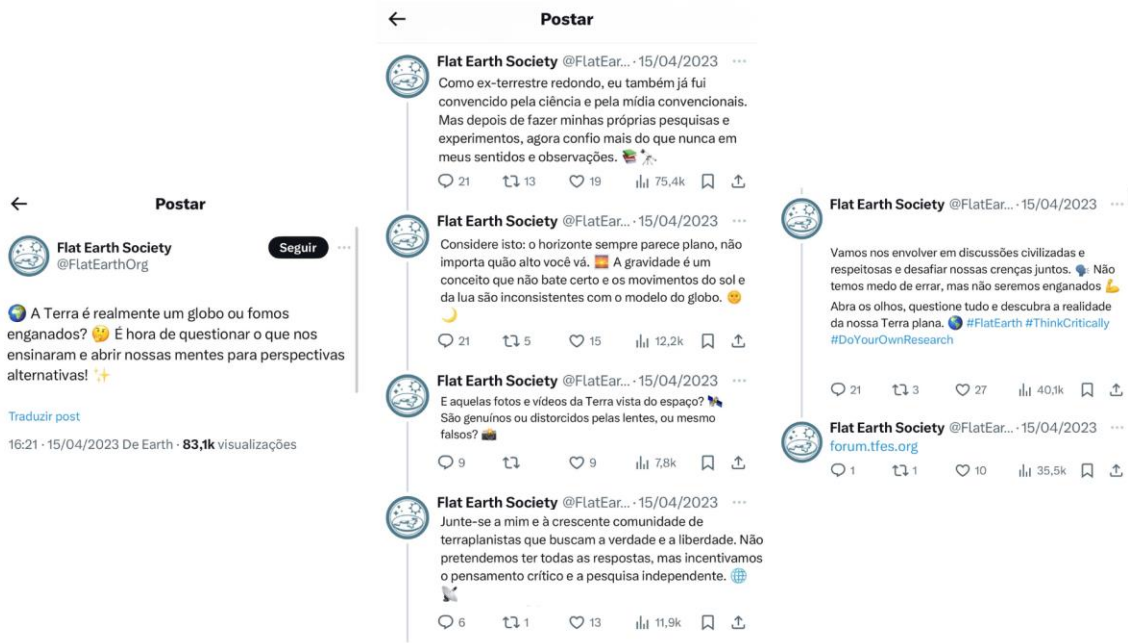 Postar
Flat Earth Society
@FlatEarthOrg
Seguir
🌍 A Terra é realmente um globo ou fomos
enganados? 🤔 É hora de questionar o que nos
ensinaram e abrir nossas mentes para perspectivas
alternativas! ✨
Traduzir post
16:21 · 15/04/2023 De Earth · 83,1k visualizações
Postar
Flat Earth Society @FlatEar... · 15/04/2023
Como ex-terrestre redondo, eu também já fui
convencido pela ciência e pela mídia convencionais.
Mas depois de fazer minhas próprias pesquisas e
experimentos, agora confio mais do que nunca em
meus sentidos e observações. 📚🔭
21 13 19 75,4k
Flat Earth Society @FlatEar... · 15/04/2023
Considere isto: o horizonte sempre parece plano, não
importa quão alto você vá. 🌅 A gravidade é um
conceito que não bate certo e os movimentos do sol e
da lua são inconsistentes com o modelo do globo. 🌞
🌙
21 5 15 12,2k
Flat Earth Society @FlatEar... · 15/04/2023
E aquelas fotos e vídeos da Terra vista do espaço? 🛰️
São genuínos ou distorcidos pelas lentes, ou mesmo
falsos? 📸
9 9 7,8k
Flat Earth Society @FlatEar... · 15/04/2023
Junte-se a mim e à crescente comunidade de
terraplanistas que buscam a verdade e a liberdade. Não
pretendemos ter todas as respostas, mas incentivamos
o pensamento crítico e a pesquisa independente. 🌐
📡
6 1 13 11,9k
Flat Earth Society @FlatEar... · 15/04/2023
Vamos nos envolver em discussões civilizadas e
respeitosas e desafiar nossas crenças juntos. 🗣️ Não
temos medo de errar, mas não seremos enganados 💪
Abra os olhos, questione tudo e descubra a realidade
da nossa Terra plana. 🌎 #FlatEarth #ThinkCritically
#DoYourOwnResearch
21 3 27 40,1k
Flat Earth Society @FlatEar... · 15/04/2023
forum.tfes.org
1 1 10 35,5k